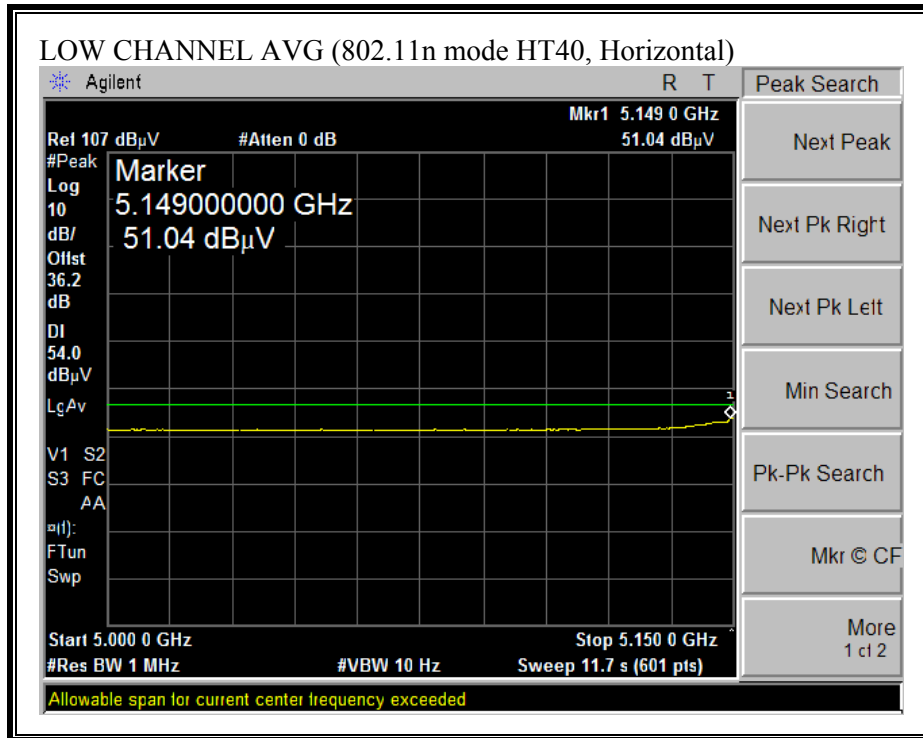 LOW CHANNEL AVG (802.11n mode HT40, Horizontal)
Agilent R T
Peak Search
Mkr1 5.149 0 GHz
Ref 107 dBµV #Atten 0 dB 51.04 dBµV
#Peak
Log
10
dB/
Offst
36.2
dB
DI
54.0
dBµV
LgAv
V1 S2
S3 FC
AA
¤(f):
FTun
Swp
Marker
5.149000000 GHz
51.04 dBµV
1
Start 5.000 0 GHz Stop 5.150 0 GHz ^
#Res BW 1 MHz #VBW 10 Hz Sweep 11.7 s (601 pts)
Next Peak
Next Pk Right
Next Pk Left
Min Search
Pk-Pk Search
Mkr © CF
More
1 of 2
Allowable span for current center frequency exceeded